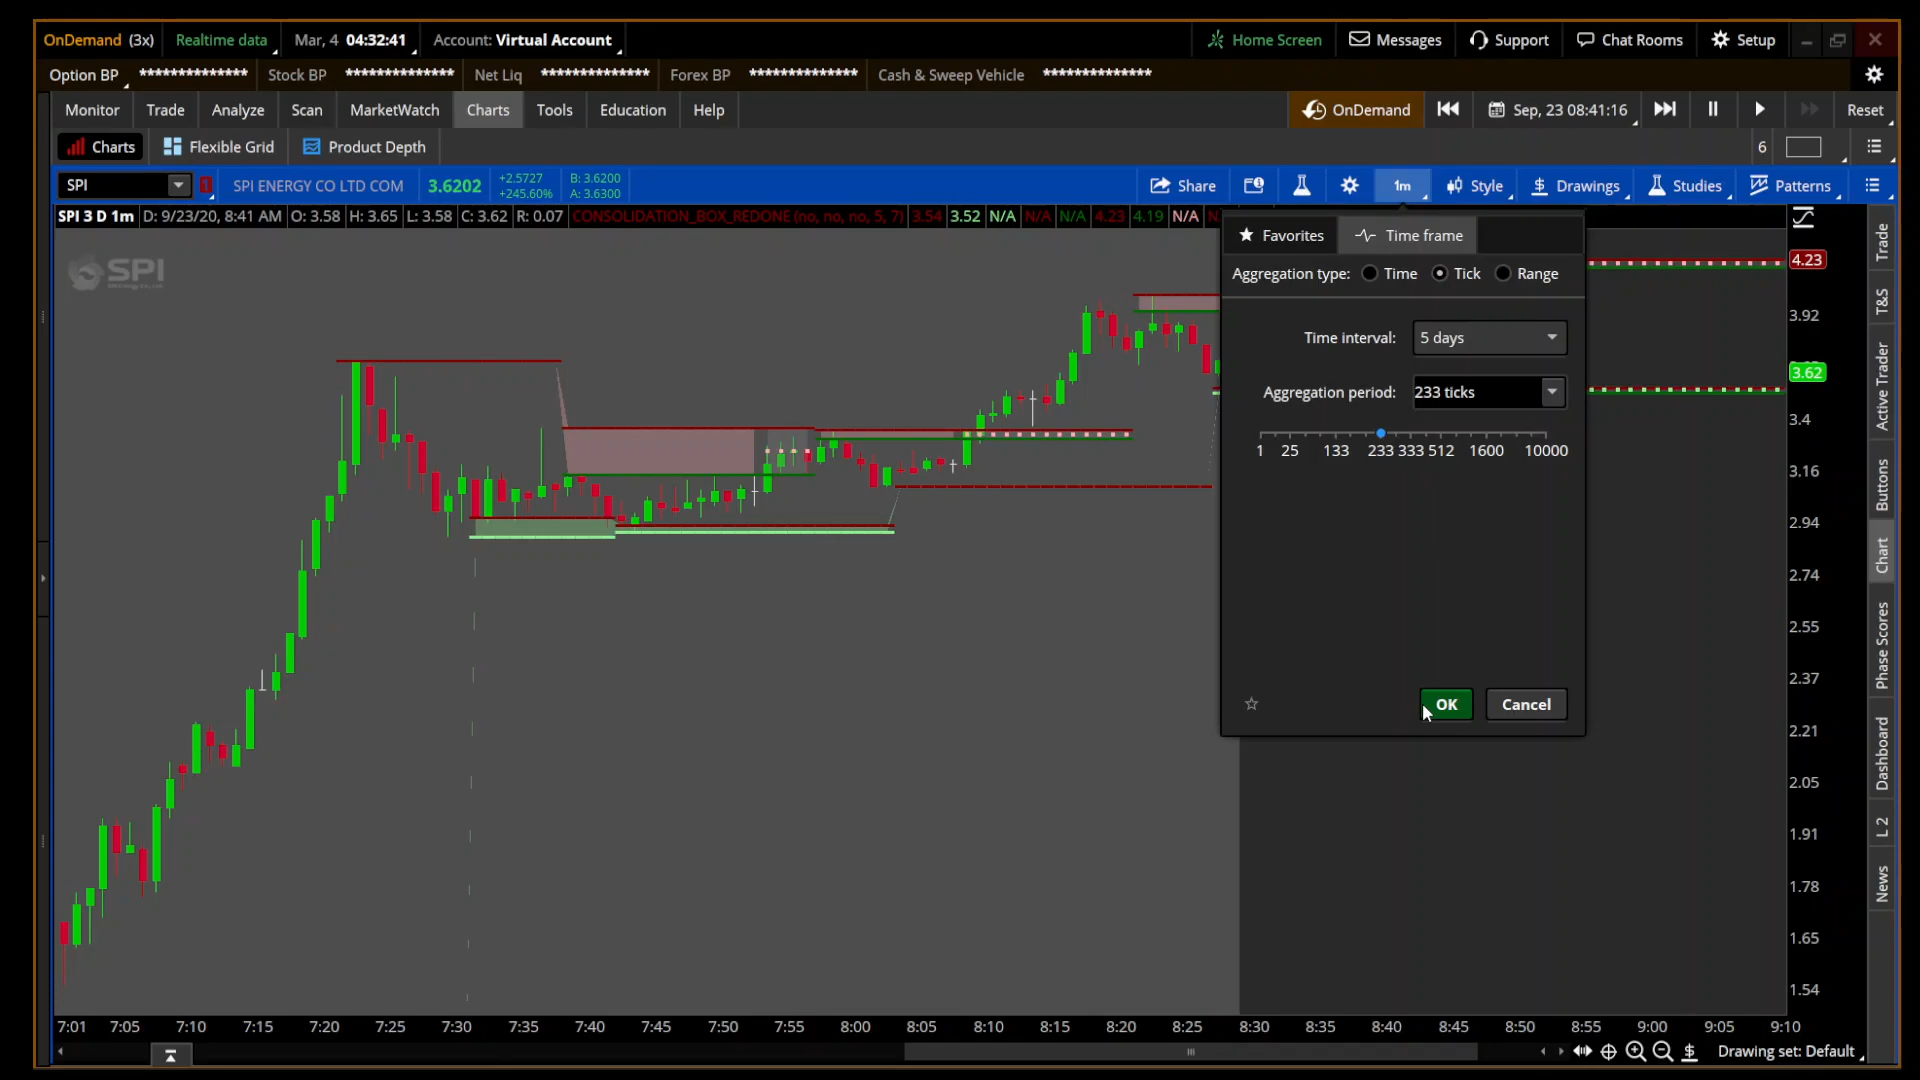 OnDemand (3x) Realtime data Mar, 4 04:32:41 Account: Virtual Account Home Screen Messages Support Chat Rooms Setup
Option BP ************** Stock BP ************** Net Liq ************** Forex BP ************** Cash & Sweep Vehicle **************
Monitor Trade Analyze Scan MarketWatch Charts Tools Education Help OnDemand Sep, 23 08:41:16 Reset
Charts Flexible Grid Product Depth 6
SPI 1 SPI ENERGY CO LTD COM 3.6202 +2.5727 B: 3.6200 Share 1m Style Drawings Studies Patterns
+245.60% A: 3.6300
SPI 3 D 1m D: 9/23/20, 8:41 AM O: 3.58 H: 3.65 L: 3.58 C: 3.62 R: 0.07 CONSOLIDATION_BOX_REDONE (no, no, no, 5, 7) 3.54 3.52 N/A N/A N/A 4.23 4.19 N/A
SPI
Favorites Time frame
Aggregation type: Time Tick Range
Time interval: 5 days
Aggregation period: 233 ticks
1 25 133 233 333 512 1600 10000
OK Cancel
4.23
3.92
3.62
3.4
3.16
2.94
2.74
2.55
2.37
2.21
2.05
1.91
1.78
1.65
1.54
Trade
T&S
Active Trader
Buttons
Chart
Phase Scores
Dashboard
L 2
News
7:01 7:05 7:10 7:15 7:20 7:25 7:30 7:35 7:40 7:45 7:50 7:55 8:00 8:05 8:10 8:15 8:20 8:25 8:30 8:35 8:40 8:45 8:50 8:55 9:00 9:05 9:10
Drawing set: Default